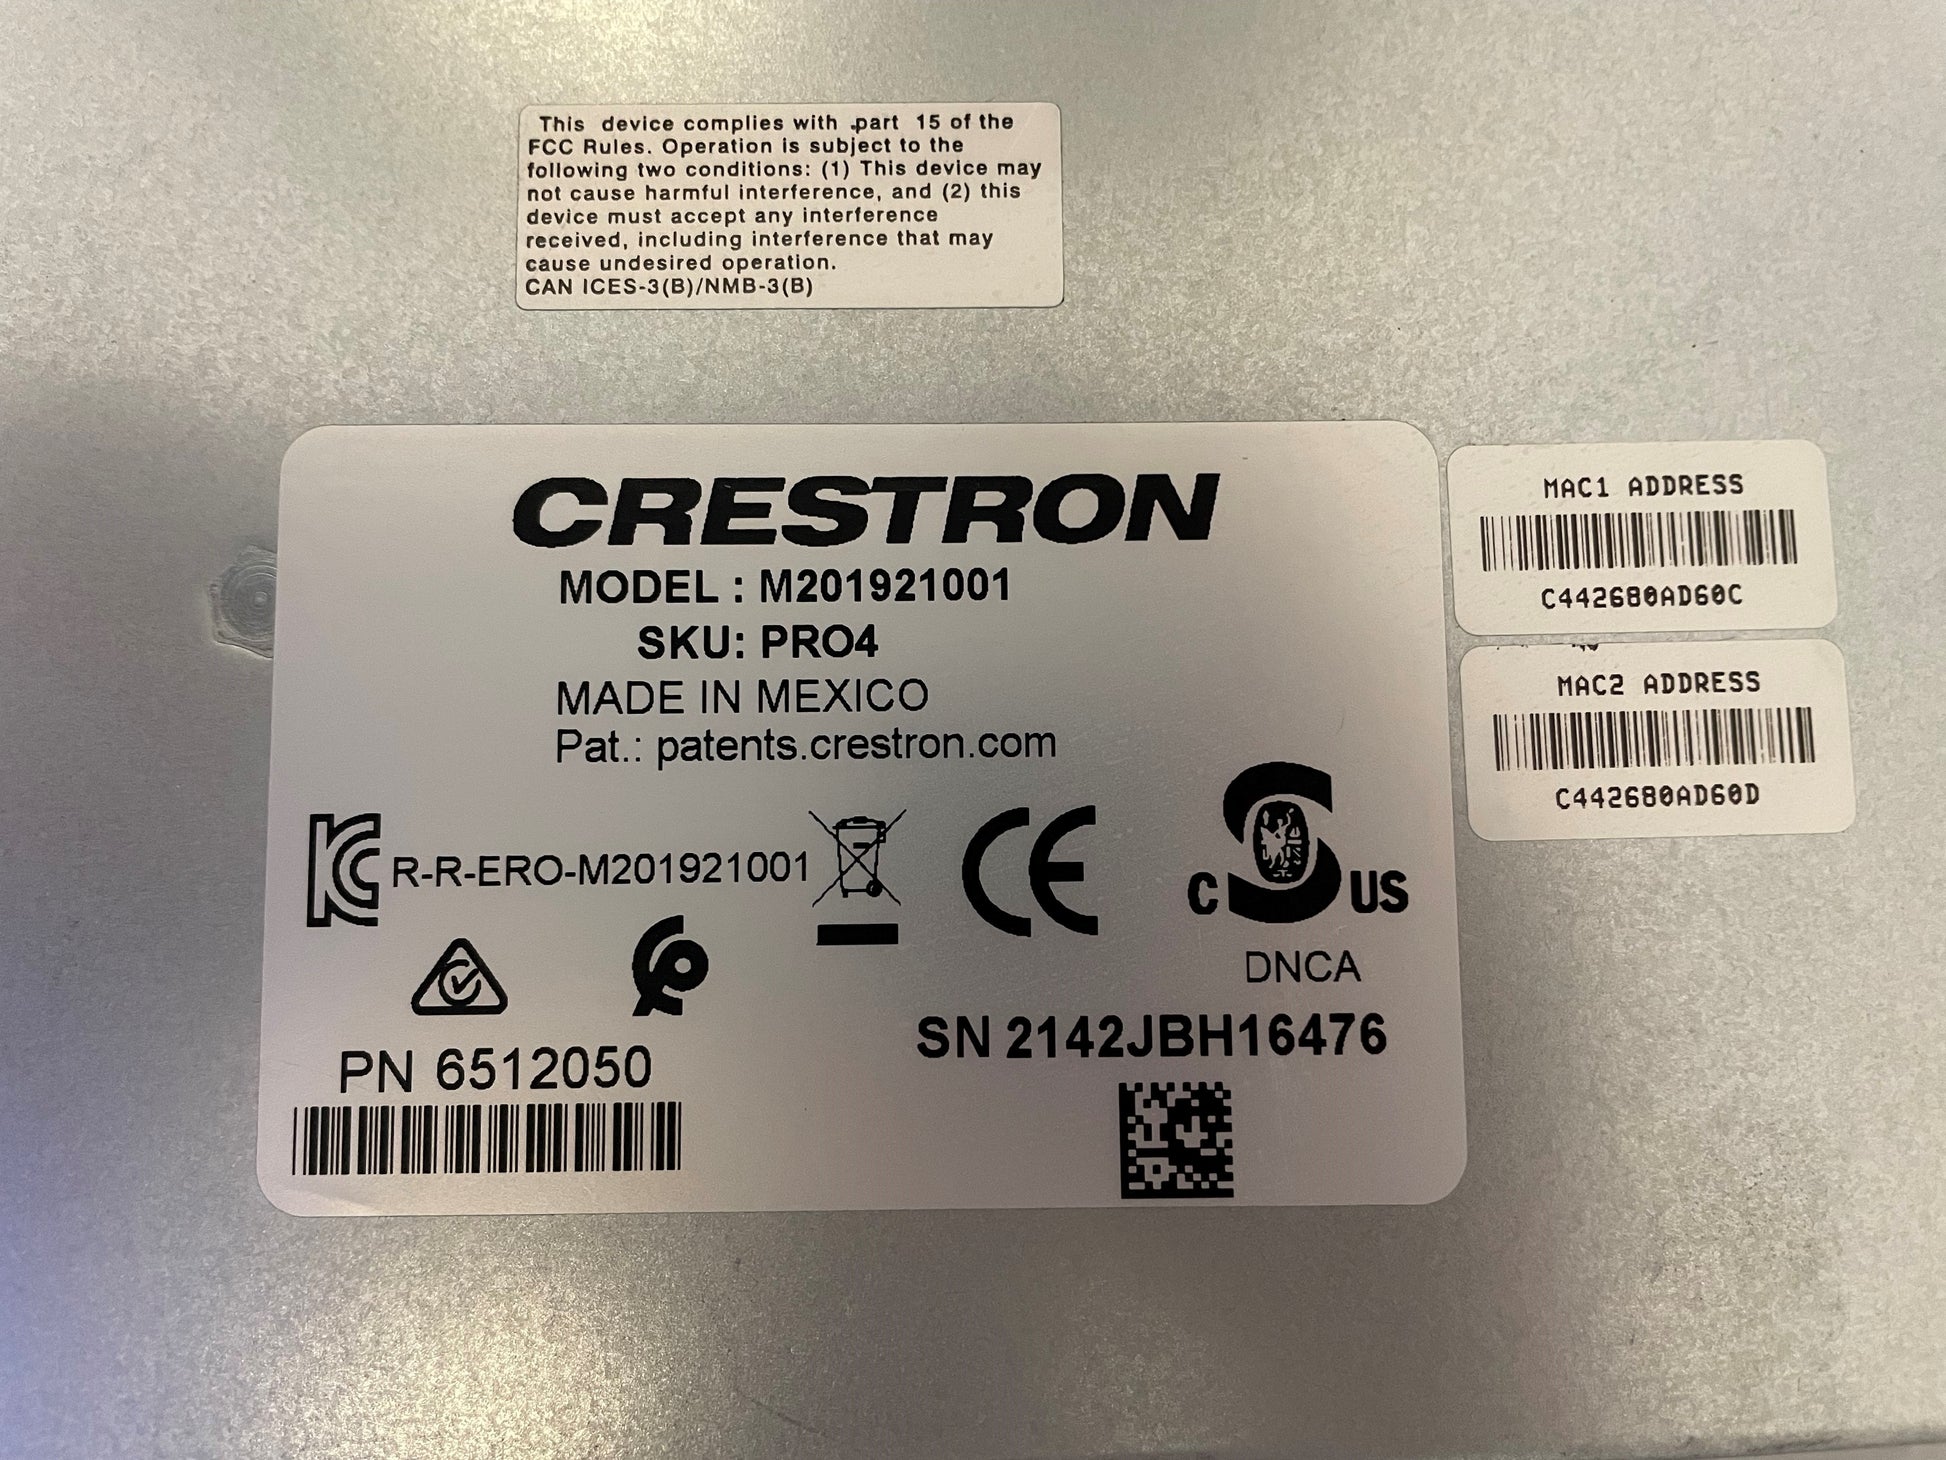 This device complies with part 15 of the
FCC Rules. Operation is subject to the
following two conditions: (1) This device may
not cause harmful interference, and (2) this
device must accept any interference
received, including interference that may
cause undesired operation.
CAN ICES-3(B)/NMB-3(B)
CRESTRON
MODEL : M201921001
SKU: PRO4
MADE IN MEXICO
Pat.: patents.crestron.com
R-R-ERO-M201921001
CE
C US
DNCA
PN 6512050
SN 2142JBH16476
MAC1 ADDRESS
C442680AD60C
MAC2 ADDRESS
C442680AD60D